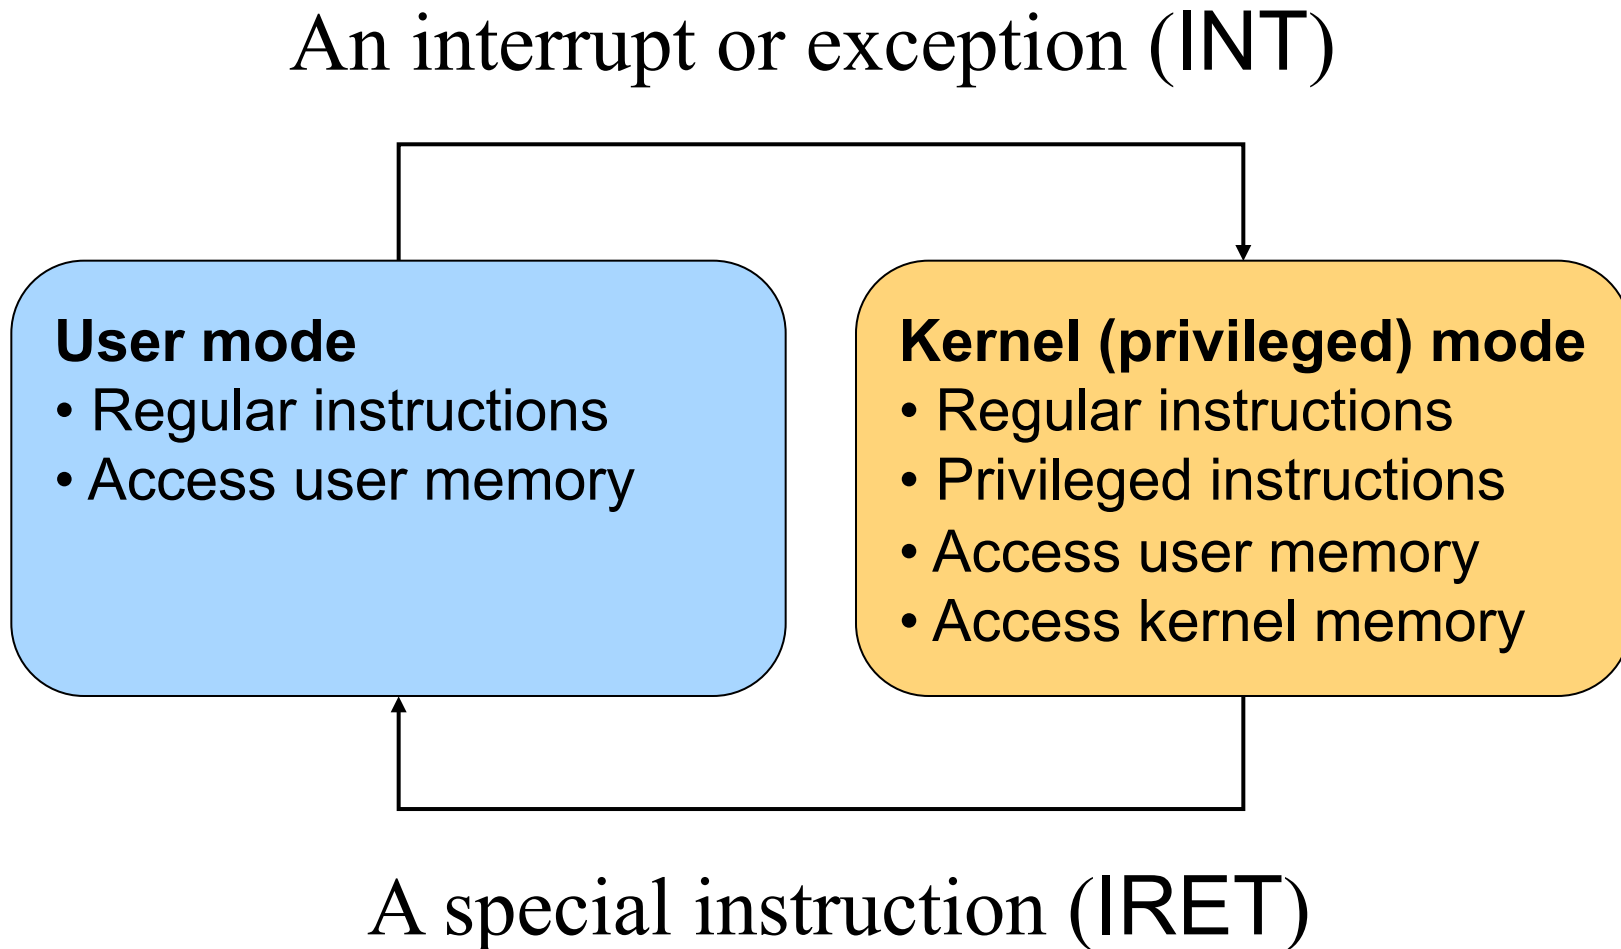 An interrupt or exception (INT)
User mode
• Regular instructions
• Access user memory
Kernel (privileged) mode
• Regular instructions
• Privileged instructions
• Access user memory
• Access kernel memory
A special instruction (IRET)